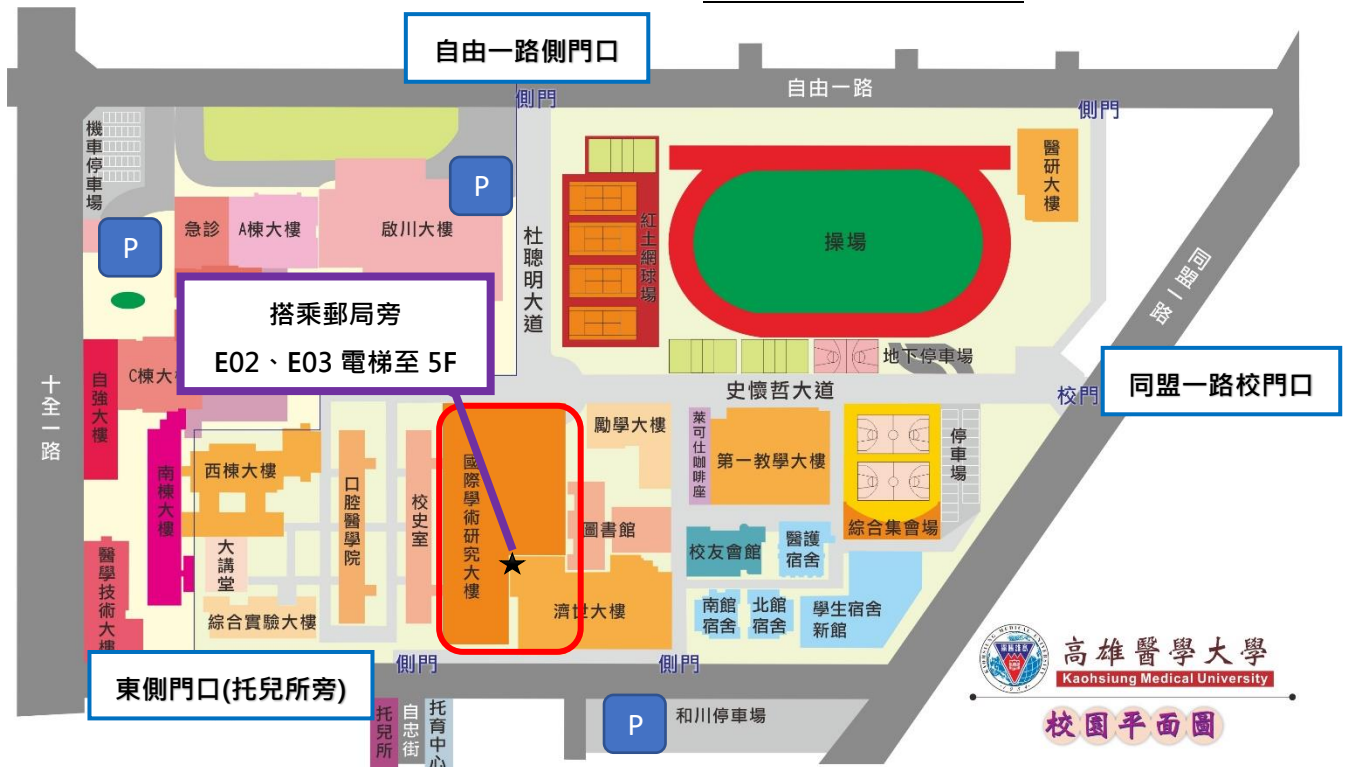 自由一路側門口
自由一路
側門
側門
機車停車場
P
P
急診
A棟大樓
啟川大樓
杜聰明大道
紅土網球場
操場
醫研大樓
同盟一路
搭乘郵局旁
E02、E03 電梯至 5F
地下停車場
同盟一路校門口
校門
史懷哲大道
十全一路
自強大樓
C棟大
南棟大樓
西棟大樓
口腔醫學院
校史室
國際學術研究大樓
勵學大樓
圖書館
萊可仕咖啡座
第一教學大樓
停車場
綜合集會場
校友會館
醫護宿舍
大講堂
醫學技術大樓
綜合實驗大樓
濟世大樓
南館宿舍
北館宿舍
學生宿舍新館
側門
側門
東側門口(托兒所旁)
托兒所
自忠街
托育中心
P
和川停車場
高雄醫學大學
Kaohsiung Medical University
校園平面圖